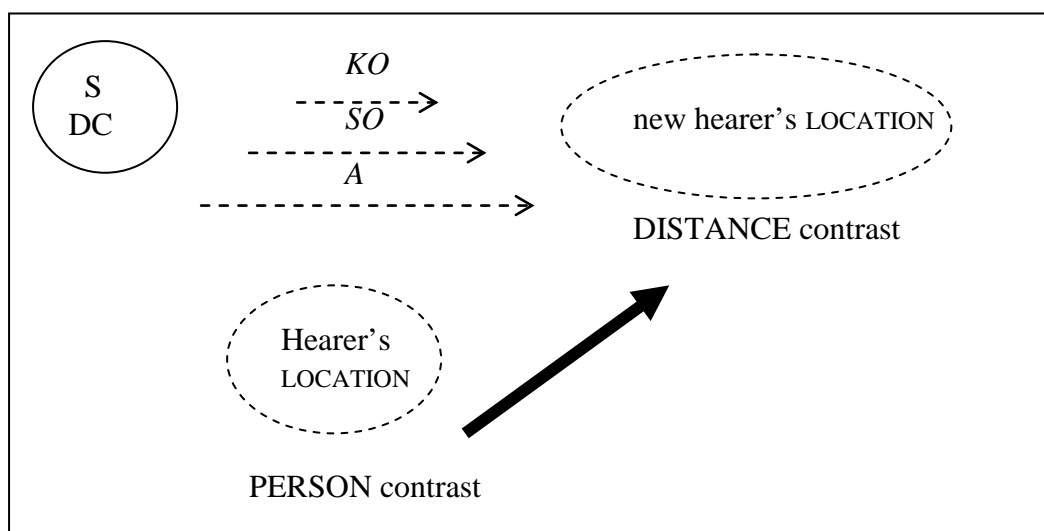 S
DC
KO
SO
A
new hearer's LOCATION
DISTANCE contrast
Hearer's
LOCATION
PERSON contrast